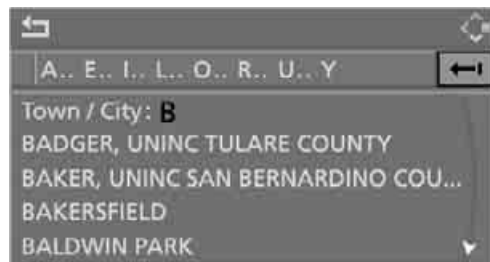 A.. E.. I.. L.. O.. R.. U.. Y
Town / City: B
BADGER, UNINC TULARE COUNTY
BAKER, UNINC SAN BERNARDINO COU...
BAKERSFIELD
BALDWIN PARK